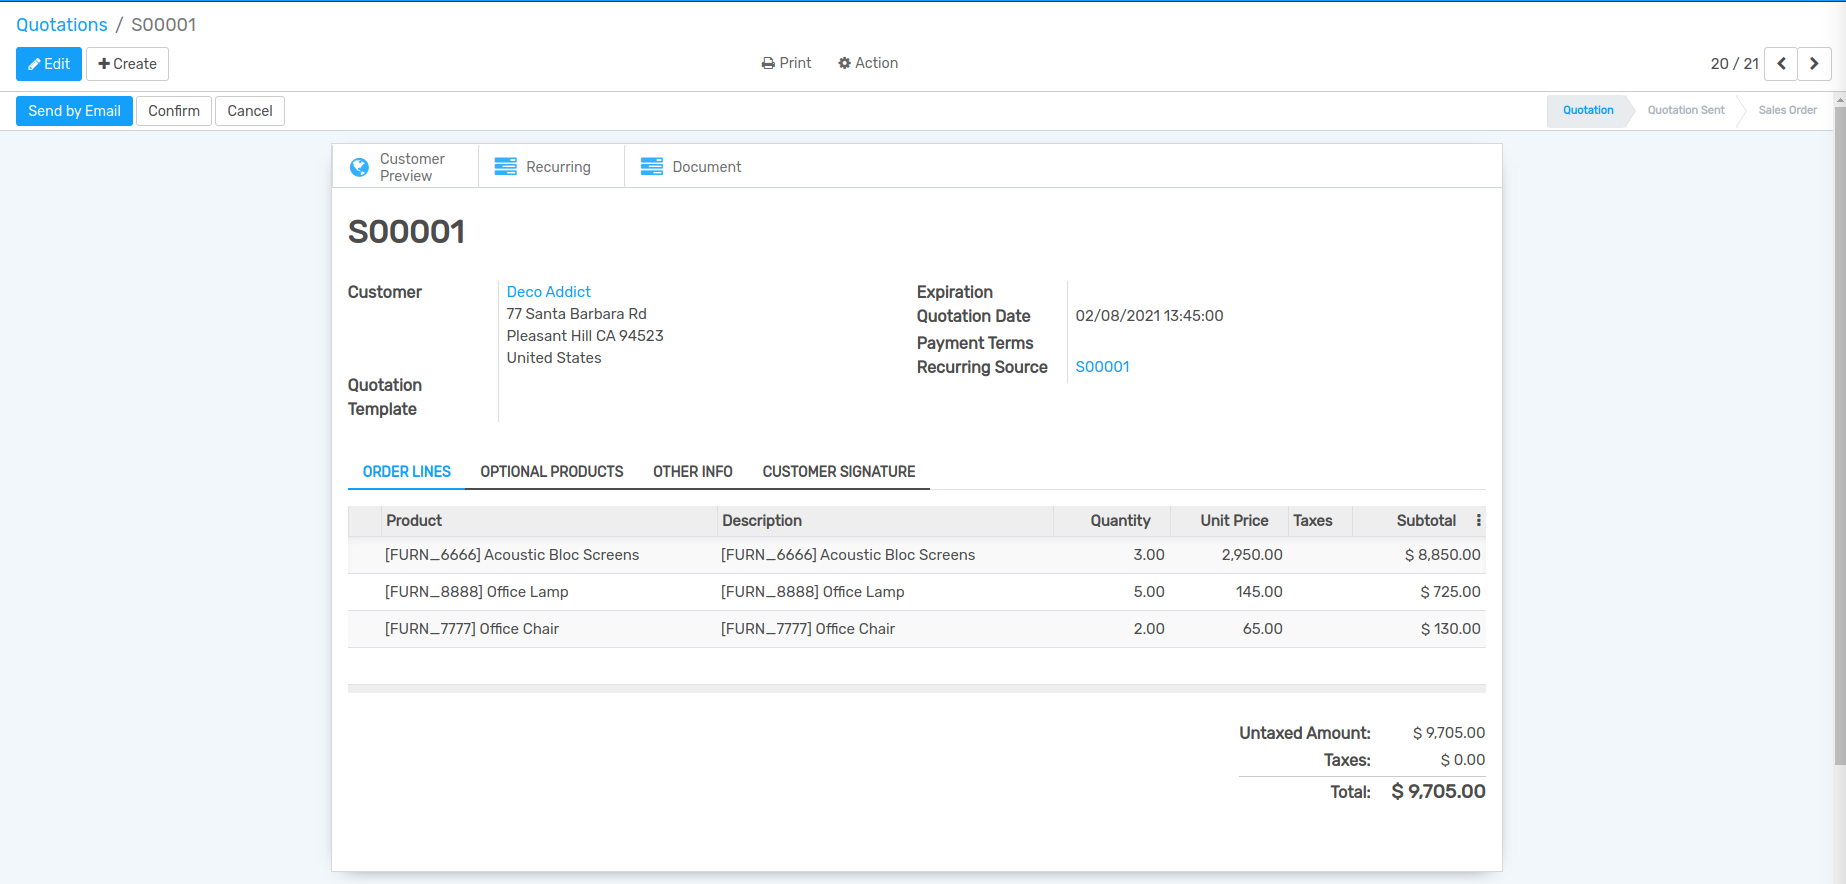 Quotations / S00001
Edit Create Print Action 20 / 21
Send by Email Confirm Cancel Quotation Quotation Sent Sales Order
Customer
Preview
Recurring Document
S00001
Customer Deco Addict
77 Santa Barbara Rd
Pleasant Hill CA 94523
United States
Quotation
Template
Expiration
Quotation Date 02/08/2021 13:45:00
Payment Terms
Recurring Source S00001
ORDER LINES OPTIONAL PRODUCTS OTHER INFO CUSTOMER SIGNATURE
Product Description Quantity Unit Price Taxes Subtotal
[FURN_6666] Acoustic Bloc Screens [FURN_6666] Acoustic Bloc Screens 3.00 2,950.00 $ 8,850.00
[FURN_8888] Office Lamp [FURN_8888] Office Lamp 5.00 145.00 $ 725.00
[FURN_7777] Office Chair [FURN_7777] Office Chair 2.00 65.00 $ 130.00
Untaxed Amount: $ 9,705.00
Taxes: $ 0.00
Total: $ 9,705.00